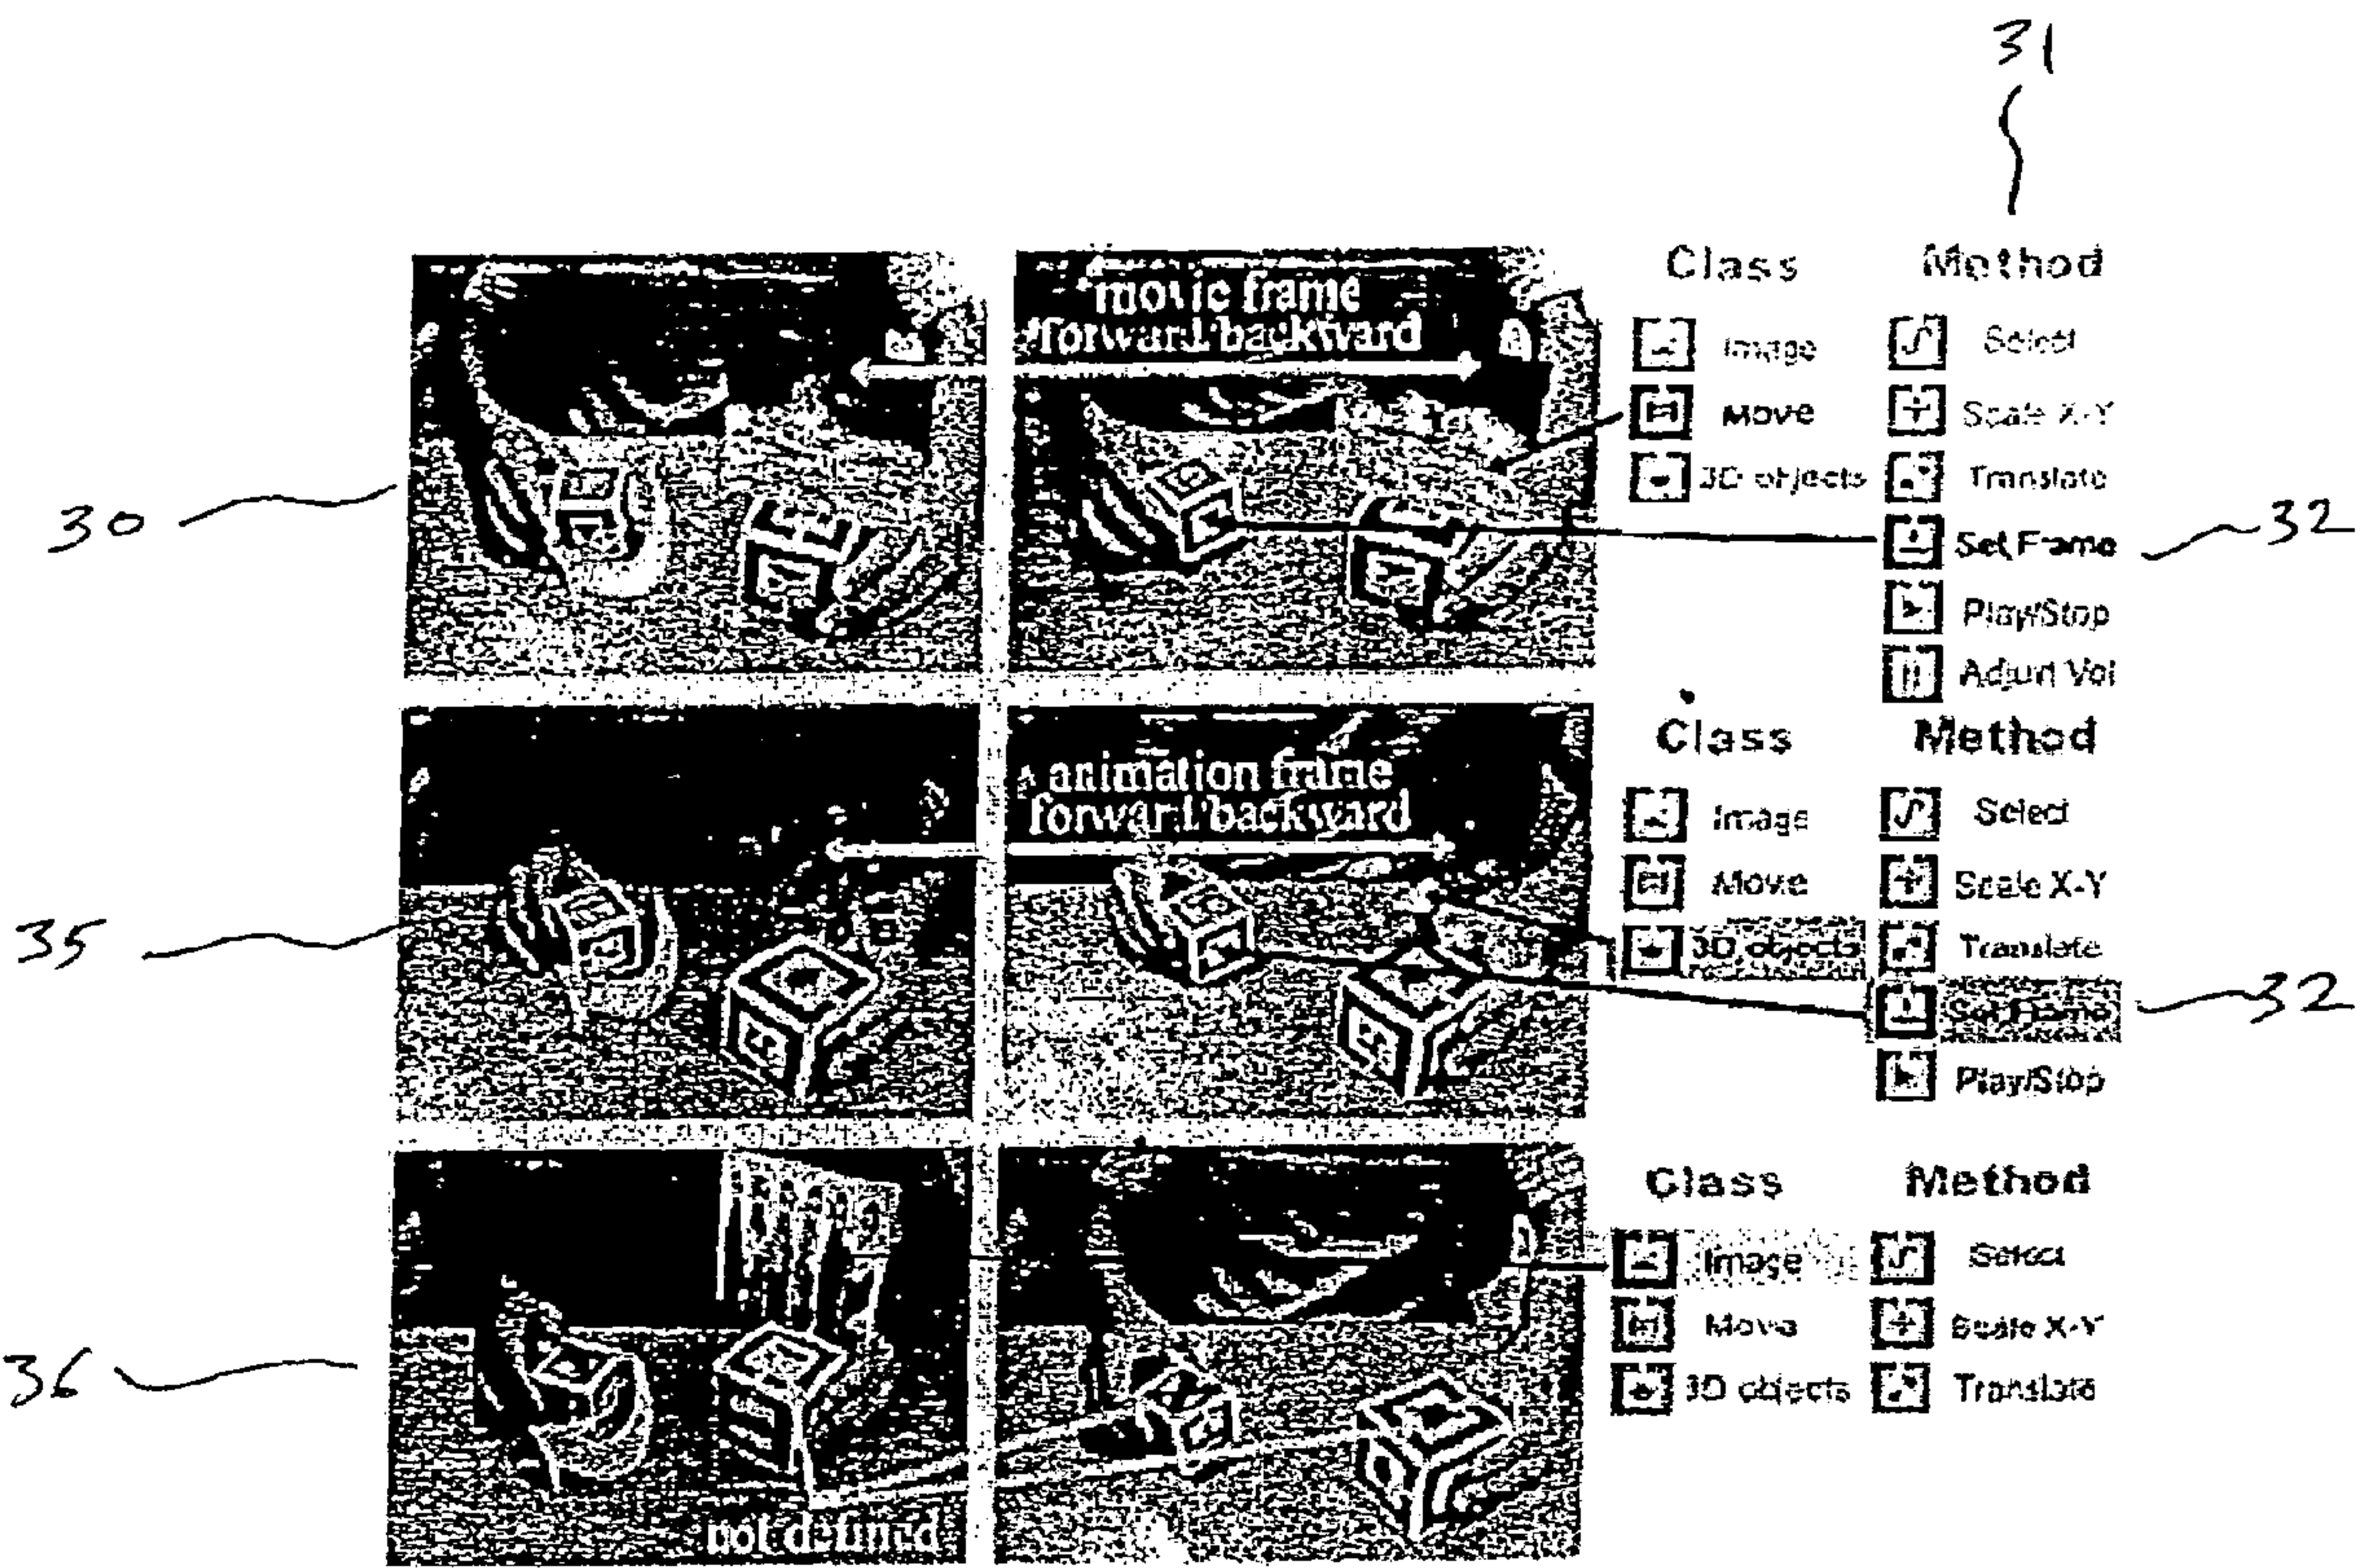 31
Class Method
movie frame
forward/backward
Image Select
Move Scale X-Y
3D objects Translate
30
Set Frame 32
Play/Stop
Adjust Vol
Class Method
animation frame
forward/backward
Image Select
Move Scale X-Y
35
3D objects Translate
Set Frame 32
Play/Stop
Class Method
Image Select
Move Scale X-Y
36
3D objects Translate
not defined